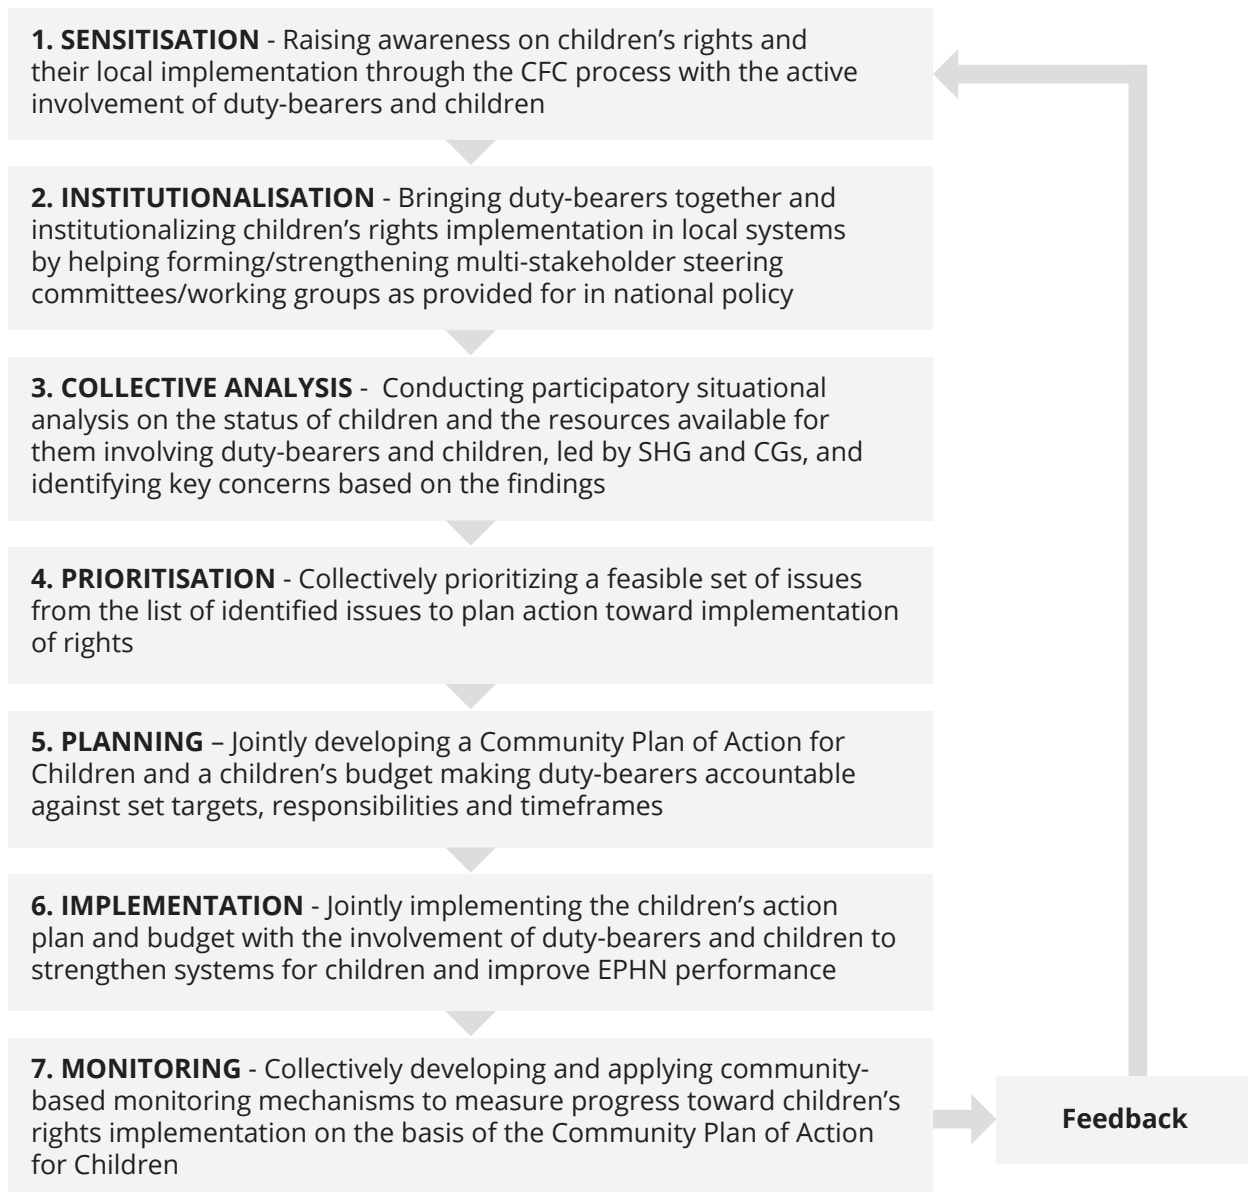 1. SENSITISATION - Raising awareness on children’s rights and
their local implementation through the CFC process with the active
involvement of duty-bearers and children
2. INSTITUTIONALISATION - Bringing duty-bearers together and
institutionalizing children’s rights implementation in local systems
by helping forming/strengthening multi-stakeholder steering
committees/working groups as provided for in national policy
3. COLLECTIVE ANALYSIS -  Conducting participatory situational
analysis on the status of children and the resources available for
them involving duty-bearers and children, led by SHG and CGs, and
identifying key concerns based on the findings
4. PRIORITISATION - Collectively prioritizing a feasible set of issues
from the list of identified issues to plan action toward implementation
of rights
5. PLANNING – Jointly developing a Community Plan of Action for
Children and a children’s budget making duty-bearers accountable
against set targets, responsibilities and timeframes
6. IMPLEMENTATION - Jointly implementing the children’s action
plan and budget with the involvement of duty-bearers and children to
strengthen systems for children and improve EPHN performance
7. MONITORING - Collectively developing and applying community-
based monitoring mechanisms to measure progress toward children’s
rights implementation on the basis of the Community Plan of Action
for Children
Feedback